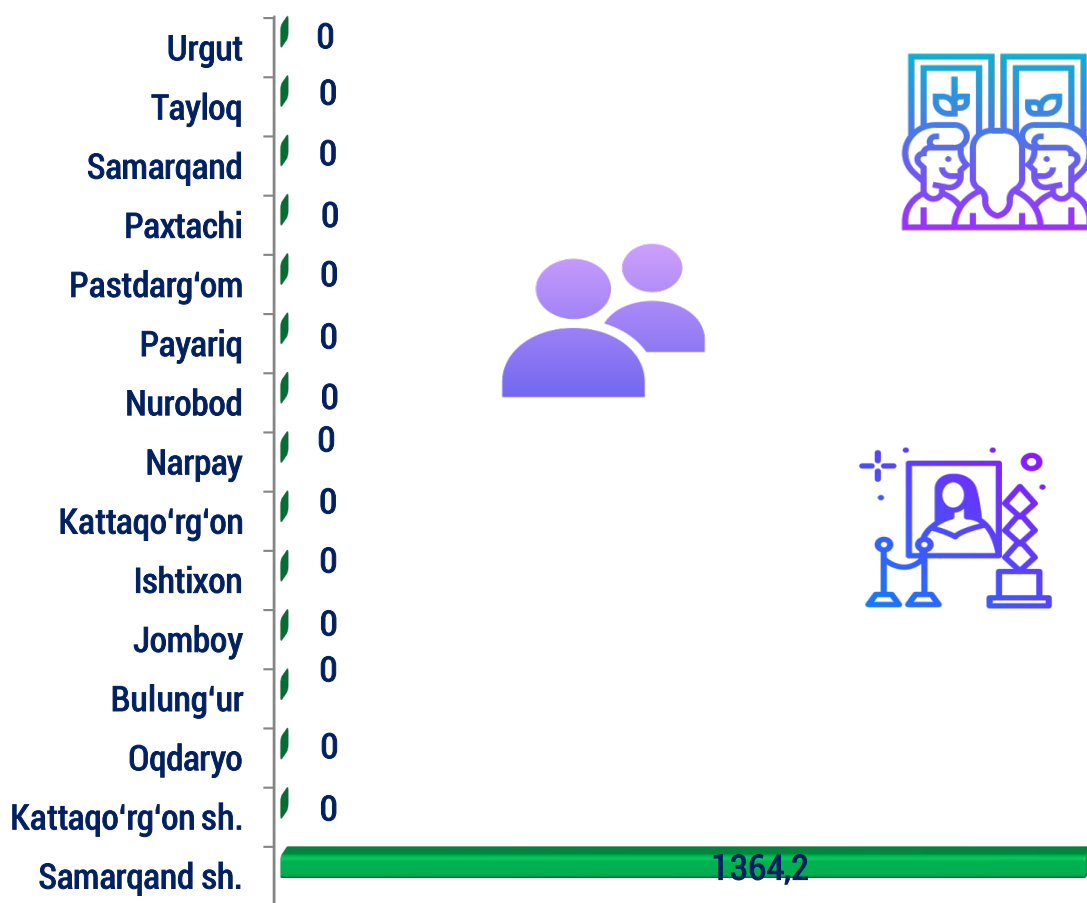 Urgut 0
Tayloq 0
Samarqand 0
Paxtachi 0
Pastdarg‘om 0
Payariq 0
Nurobod 0
Narpay 0
Kattaqo‘rg‘on 0
Ishtixon 0
Jomboy 0
Bulung‘ur 0
Oqdaryo 0
Kattaqo‘rg‘on sh. 0
Samarqand sh. 1364,2